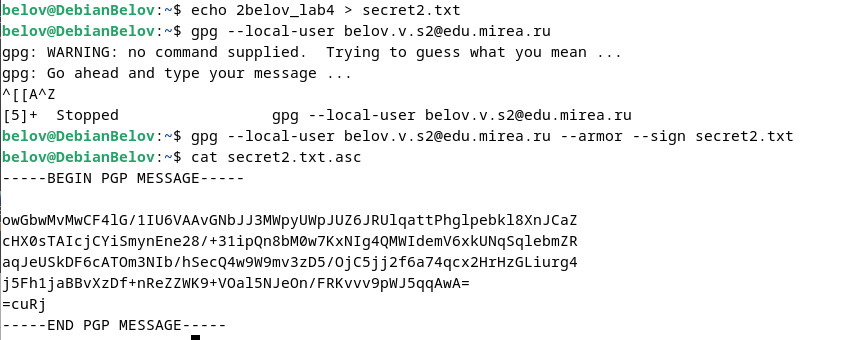 belov@DebianBelov:~$ echo 2belov_lab4 > secret2.txt
belov@DebianBelov:~$ gpg --local-user belov.v.s2@edu.mirea.ru
gpg: WARNING: no command supplied.  Trying to guess what you mean ...
gpg: Go ahead and type your message ...
^[[A^Z
[5]+  Stopped                 gpg --local-user belov.v.s2@edu.mirea.ru
belov@DebianBelov:~$ gpg --local-user belov.v.s2@edu.mirea.ru --armor --sign secret2.txt
belov@DebianBelov:~$ cat secret2.txt.asc
-----BEGIN PGP MESSAGE-----

owGbwMvMwCF4lG/1IU6VAAvGNbJJ3MWpyUWpJUZ6JRUlqattPhglpebkl8XnJCaZ
cHX0sTAIcjCYiSmynEne28/+31ipQn8bM0w7KxNIg4QMWIdemV6xkUNqSqlebmZR
aqJeUSkDF6cATOm3NIb/hSecQ4w9W9mv3zD5/OjC5jj2f6a74qcx2HrHzGLiurg4
j5Fh1jaBBvXzDf+nReZZWK9+VOal5NJeOn/FRKvvv9pWJ5qqAwA=
=cuRj
-----END PGP MESSAGE-----